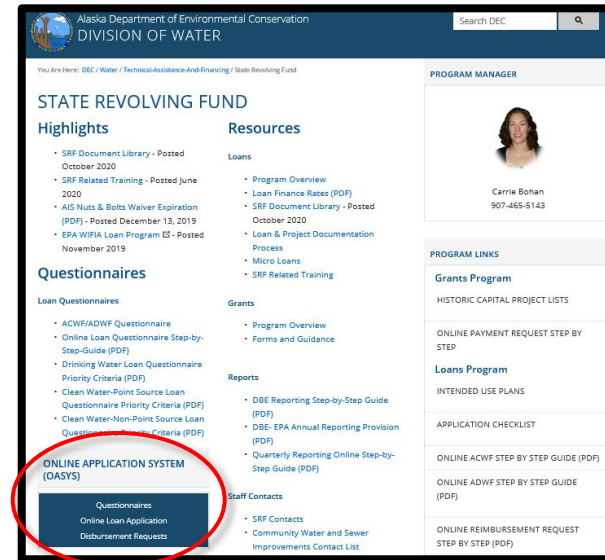 Alaska Department of Environmental Conservation
DIVISION OF WATER
Search DEC
You Are Here: DEC / Water / Technical-Assistance-And-Financing / State Revolving Fund
STATE REVOLVING FUND
Highlights
• SRF Document Library - Posted
October 2020
• SRF Related Training - Posted June
2020
• AIS Nuts & Bolts Waiver Expiration
(PDF) - Posted December 13, 2019
• EPA WIFIA Loan Program - Posted
November 2019
Questionnaires
Loan Questionnaires
• ACWF/ADWF Questionnaire
• Online Loan Questionnaire Step-by-
Step-Guide (PDF)
• Drinking Water Loan Questionnaire
Priority Criteria (PDF)
• Clean Water-Point Source Loan
Questionnaire Priority Criteria (PDF)
• Clean Water-Non-Point Source Loan
Questionnaire Priority Criteria (PDF)
ONLINE APPLICATION SYSTEM
(OASYS)
Questionnaires
Online Loan Application
Disbursement Requests
Resources
Loans
• Program Overview
• Loan Finance Rates (PDF)
• SRF Document Library - Posted
October 2020
• Loan & Project Documentation
Process
• Micro Loans
• SRF Related Training
Grants
• Program Overview
• Forms and Guidance
Reports
• DBE Reporting Step-by-Step Guide
(PDF)
• DBE- EPA Annual Reporting Provision
(PDF)
• Quarterly Reporting Online Step-by-
Step Guide (PDF)
Staff Contacts
• SRF Contacts
• Community Water and Sewer
Improvements Contact List
PROGRAM MANAGER
Carrie Bohan
907-465-5143
PROGRAM LINKS
Grants Program
HISTORIC CAPITAL PROJECT LISTS
ONLINE PAYMENT REQUEST STEP BY
STEP
Loans Program
INTENDED USE PLANS
APPLICATION CHECKLIST
ONLINE ACWF STEP BY STEP GUIDE (PDF)
ONLINE ADWF STEP BY STEP GUIDE
(PDF)
ONLINE REIMBURSEMENT REQUEST
STEP BY STEP (PDF)